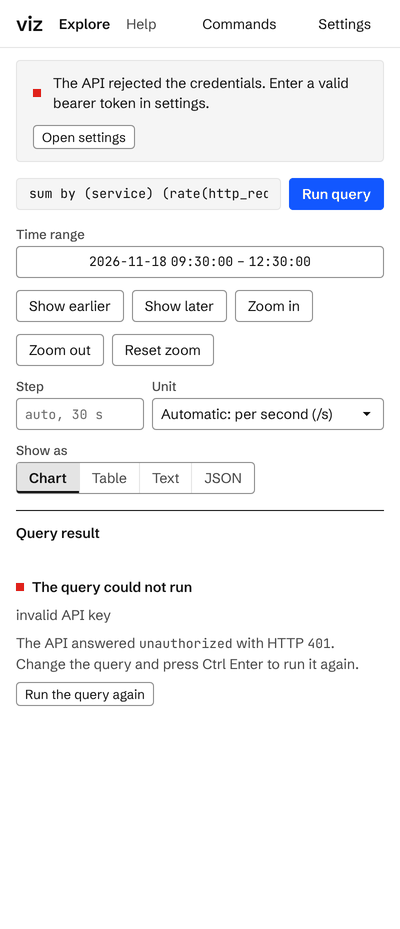 viz Explore Help Commands Settings
The API rejected the credentials. Enter a valid
bearer token in settings.
Open settings
sum by (service) (rate(http_rec
Run query
Time range
2026-11-18 09:30:00 – 12:30:00
Show earlier
Show later
Zoom in
Zoom out
Reset zoom
Step
Unit
auto, 30 s
Automatic: per second (/s)
Show as
Chart
Table
Text
JSON
Query result
The query could not run
invalid API key
The API answered unauthorized with HTTP 401.
Change the query and press Ctrl Enter to run it again.
Run the query again